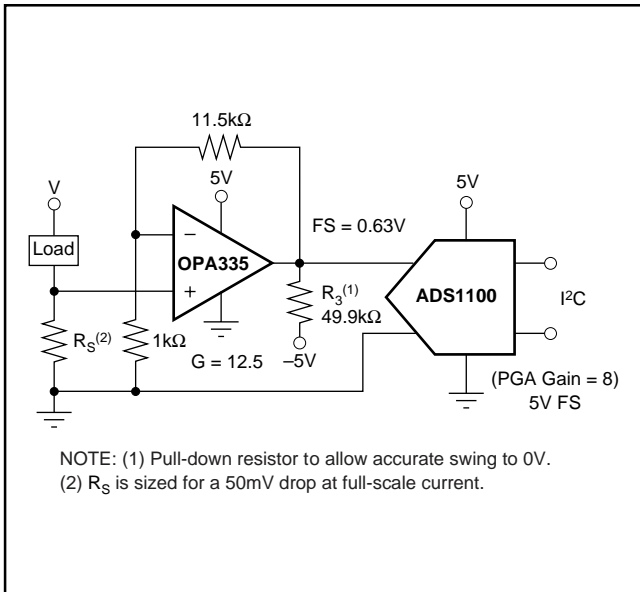 11.5kΩ
V
5V
5V
Load
FS = 0.63V
−
OPA335
+
R3(1)
49.9kΩ
ADS1100
I2C
RS(2)
1kΩ
G = 12.5
–5V
(PGA Gain = 8)
5V FS
NOTE: (1) Pull-down resistor to allow accurate swing to 0V.
(2) RS is sized for a 50mV drop at full-scale current.